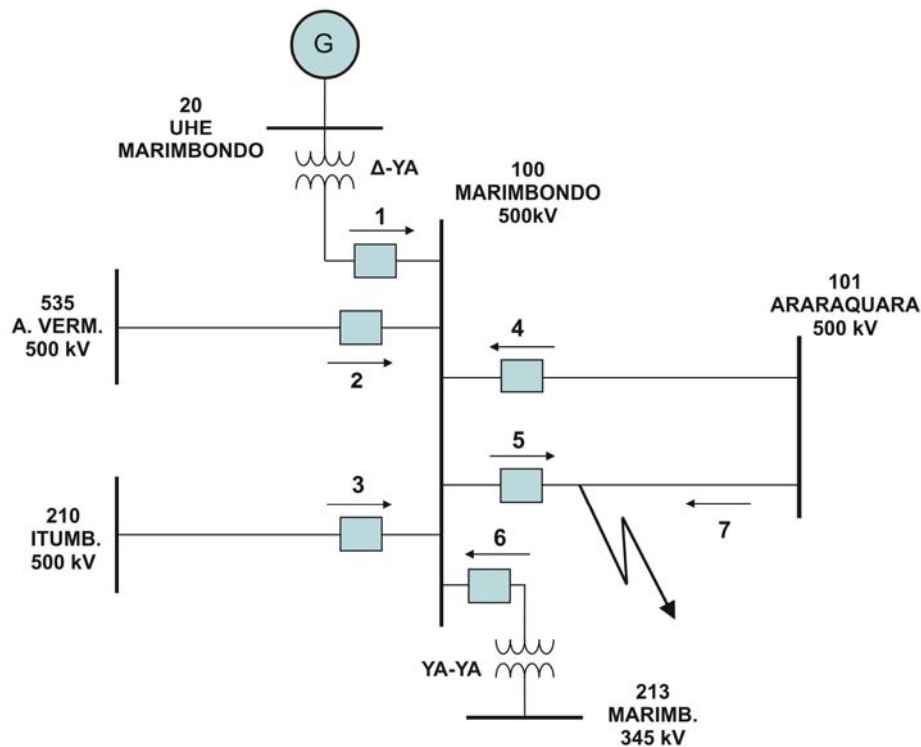 G
20
UHE
MARIMBONDO
Δ-YA
100
MARIMBONDO
500kV
1
535
A. VERM.
500 kV
2
4
101
ARARAQUARA
500 kV
5
3
210
ITUMB.
500 kV
6
7
YA-YA
213
MARIMB.
345 kV